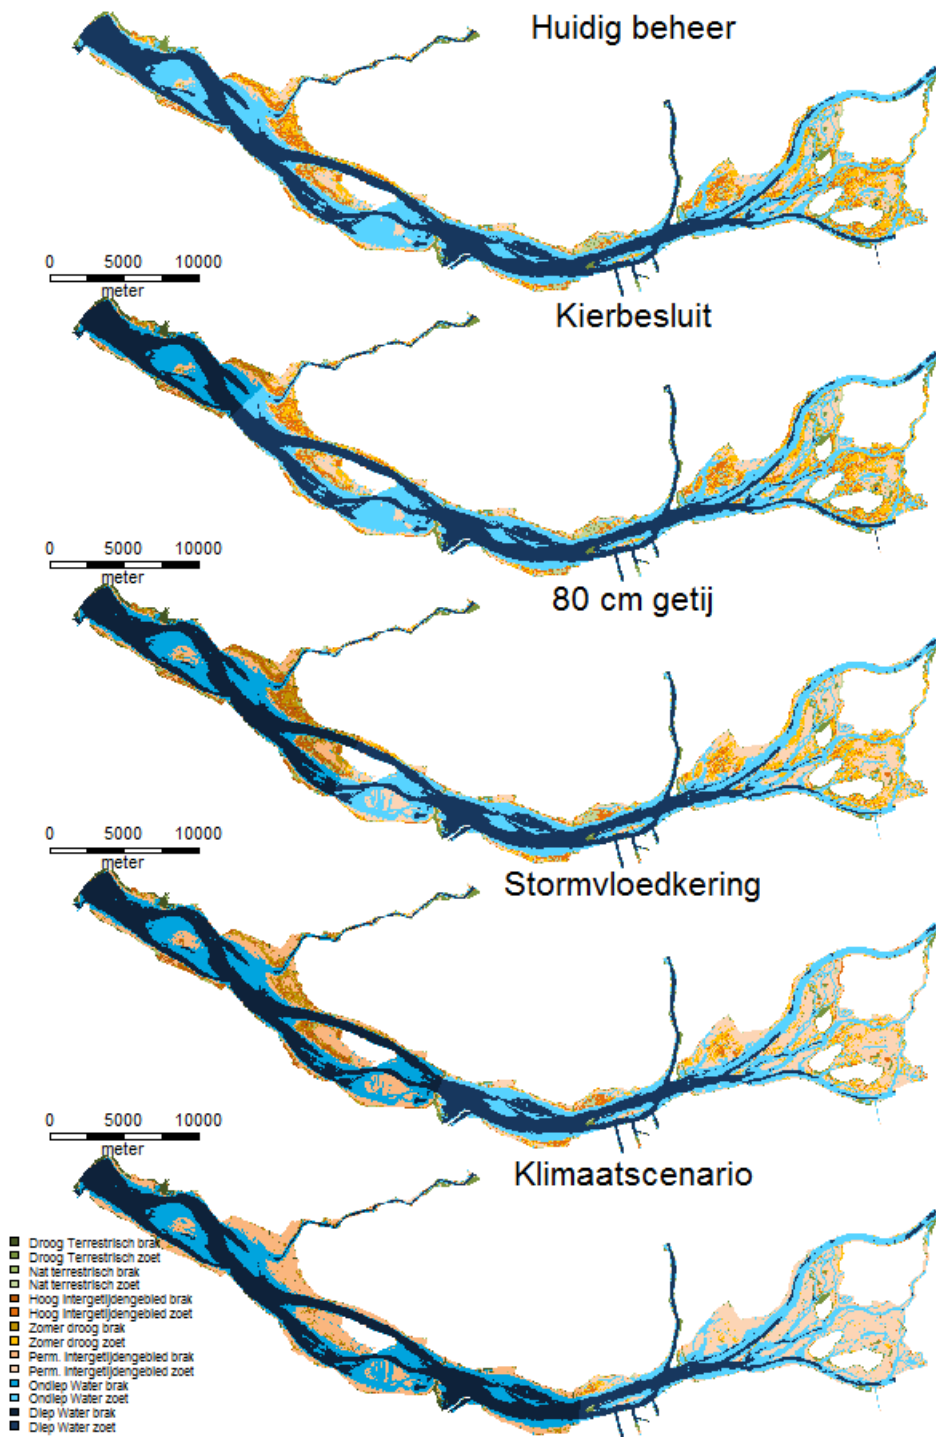 Huidig beheer
0 5000 10000
meter
Kierbesluit
0 5000 10000
meter
80 cm getij
0 5000 10000
meter
Stormvloedkering
0 5000 10000
meter
Klimaatscenario
Droog Terrestrisch brak
Droog Terrestrisch zoet
Nat terrestrisch brak
Nat terrestrisch zoet
Hoog Intergetijdengebied brak
Hoog Intergetijdengebied zoet
Zomer droog brak
Zomer droog zoet
Perm. Intergetijdengebied brak
Perm. Intergetijdengebied zoet
Ondiep Water brak
Ondiep Water zoet
Diep Water brak
Diep Water zoet